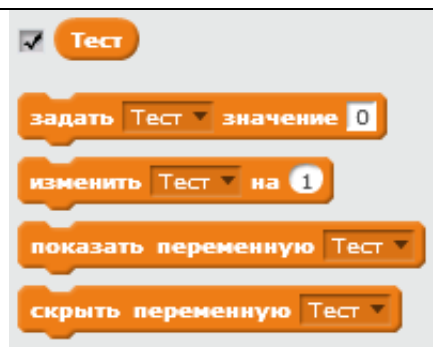 Тест
задать Тест значение 0
изменить Тест на 1
показать переменную Тест
скрыть переменную Тест